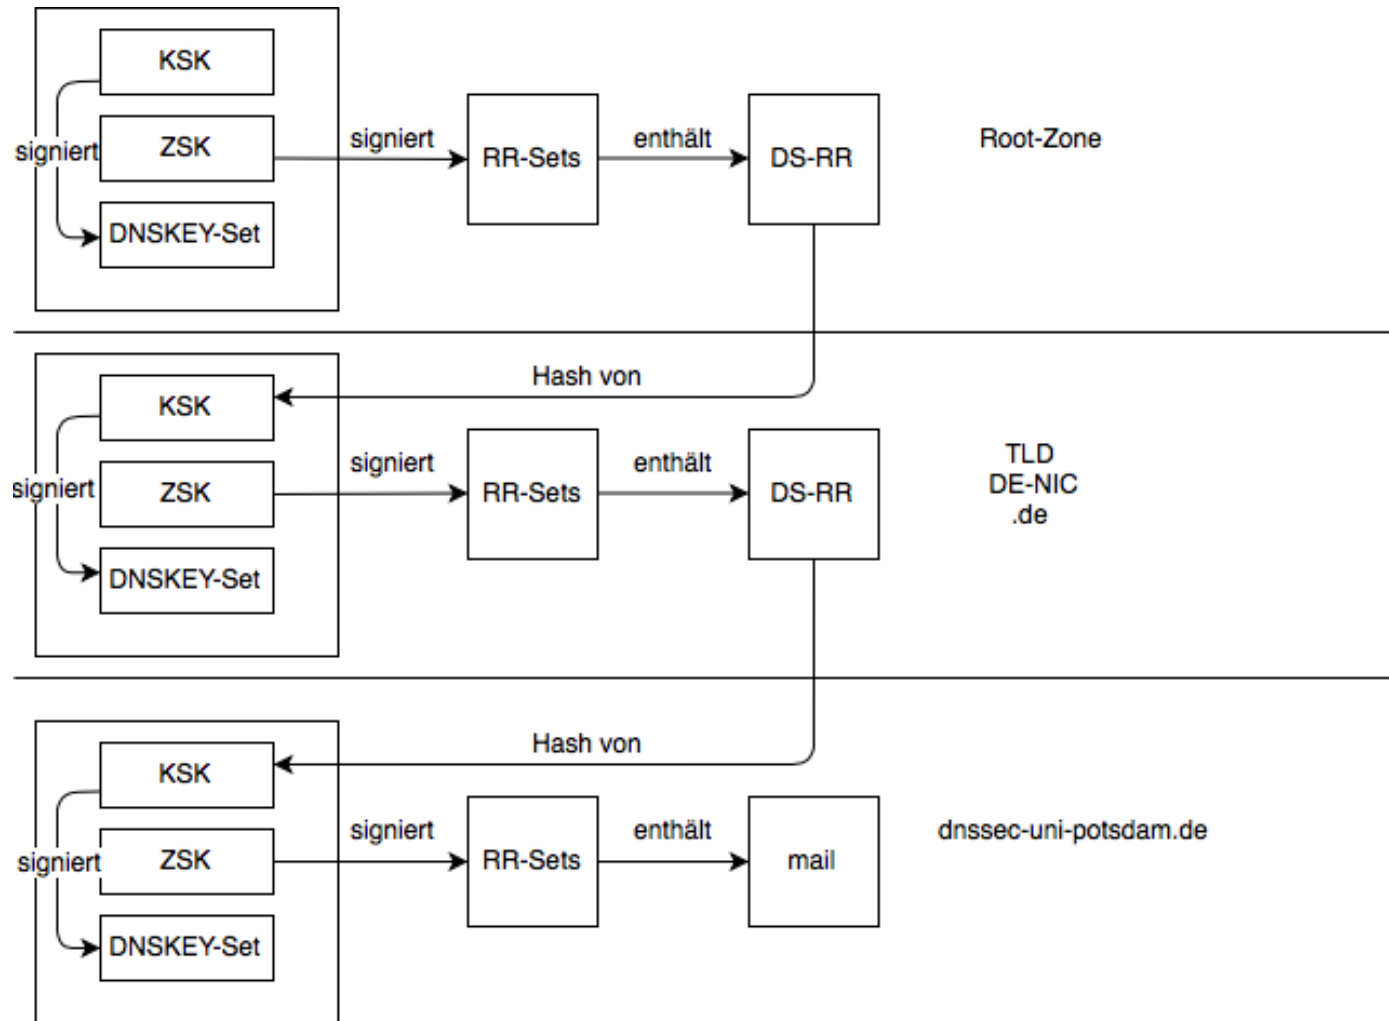 KSK
signiert
ZSK
DNSKEY-Set
signiert
RR-Sets
enthält
DS-RR
Root-Zone
Hash von
KSK
signiert
ZSK
DNSKEY-Set
signiert
RR-Sets
enthält
DS-RR
TLD
DE-NIC
.de
Hash von
KSK
signiert
ZSK
DNSKEY-Set
signiert
RR-Sets
enthält
mail
dnssec-uni-potsdam.de